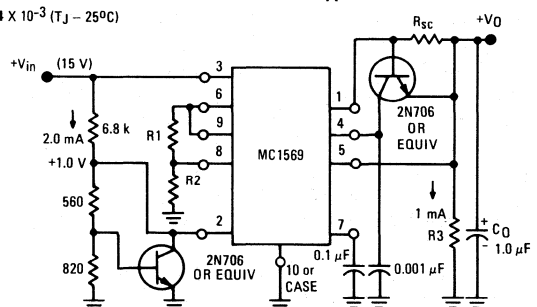 4 X 10-3 (TJ – 25ºC)
RSC
+VO
+Vin
(15 V)
3
6
9
8
2
1
4
5
7
6.8 k
2.0 mA
+1.0 V
560
820
R1
R2
MC1569
2N706
OR
EQUIV
2N706
OR EQUIV
10 or
CASE
0.1 µF
0.001 µF
1 mA
R3
+
–
CO
1.0 µF